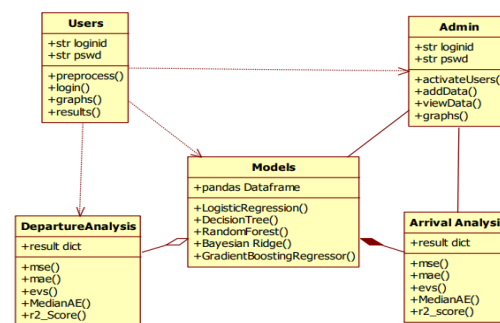 Users
+str loginid
+str pswd
+preprocess()
+login()
+graphs()
+results()
Admin
+str loginid
+str pswd
+activateUsers()
+addData()
+viewData()
+graphs()
Models
+pandas Dataframe
+LogisticRegression()
+DecisionTree()
+RandomForest()
+Bayesian Ridge()
+GradientBoostingRegressor()
DepartureAnalysis
+result dict
+mse()
+mae()
+evs()
+MedianAE()
+r2_Score()
Arrival Analysis
+result dict
+mse()
+mae()
+evs()
+MedianAE()
+r2_score()